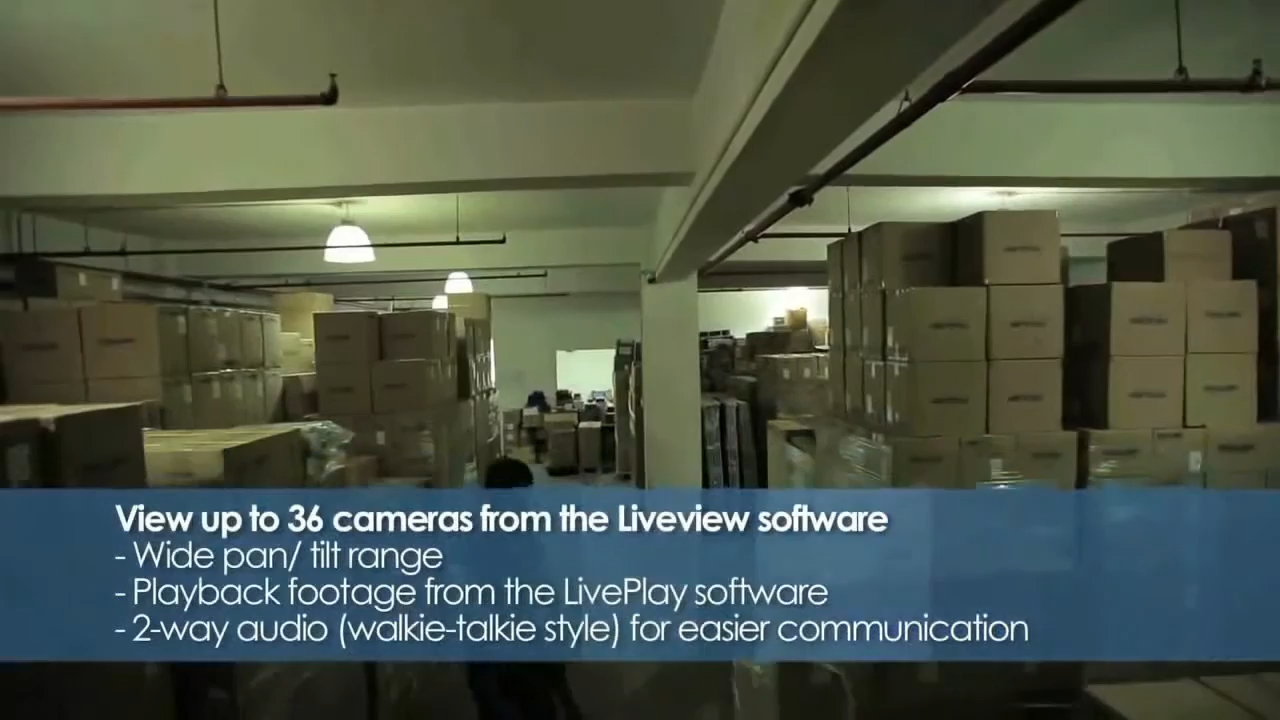 View up to 36 cameras from the Liveview software
- Wide pan/ tilt range
- Playback footage from the LivePlay software
- 2-way audio (walkie-talkie style) for easier communication